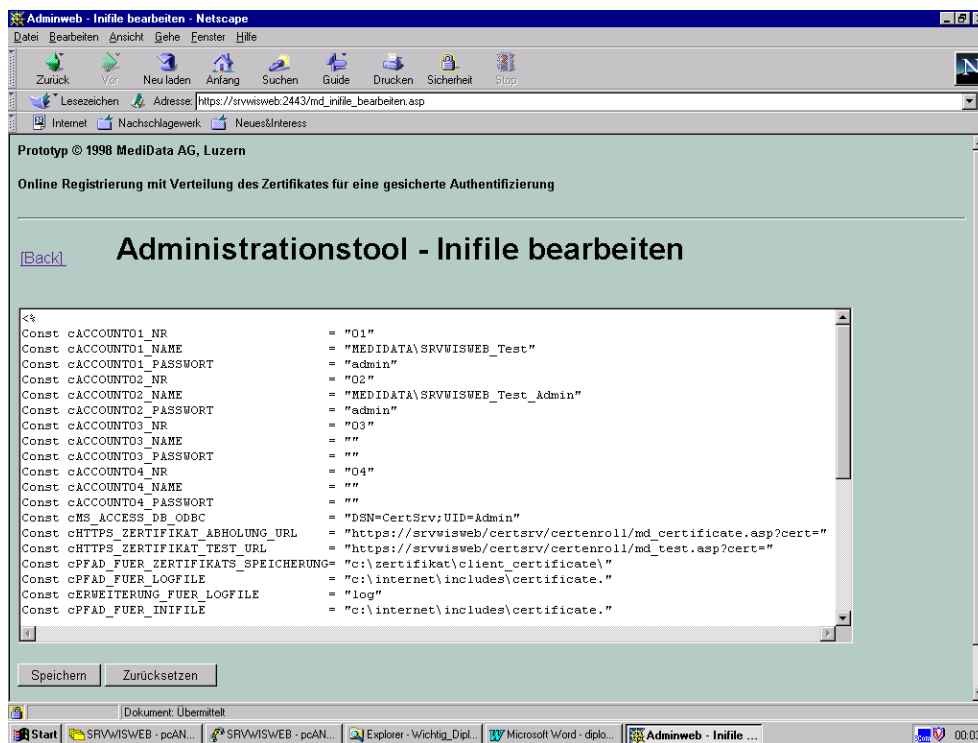 Adminweb - Inifile bearbeiten - Netscape
Datei Bearbeiten Ansicht Gehe Fenster Hilfe
Zurück Vor Neu laden Anfang Suchen Guide Drucken Sicherheit Stop
N
Lesezeichen Adresse: https://srvwisweb:2443/md_inifile_bearbeiten.asp
Internet Nachschlagewerk Neues&Interess
Prototyp © 1998 MediData AG, Luzern
Online Registrierung mit Verteilung des Zertifikates für eine gesicherte Authentifizierung
[Back] Administrationstool - Inifile bearbeiten
<%
Const cACCOUNT01_NR = "01"
Const cACCOUNT01_NAME = "MEDIDATA\SRVWISWEB_Test"
Const cACCOUNT01_PASSWORT = "admin"
Const cACCOUNT02_NR = "02"
Const cACCOUNT02_NAME = "MEDIDATA\SRVWISWEB_Test_Admin"
Const cACCOUNT02_PASSWORT = "admin"
Const cACCOUNT03_NR = "03"
Const cACCOUNT03_NAME = ""
Const cACCOUNT03_PASSWORT = ""
Const cACCOUNT04_NR = "04"
Const cACCOUNT04_NAME = ""
Const cACCOUNT04_PASSWORT = ""
Const cMS_ACCESS_DB_ODBC = "DSN=CertSrv;UID=Admin"
Const cHTTPS_ZERTIFIKAT_ABHOLUNG_URL = "https://srvwisweb/certsrv/certenroll/md_certificate.asp?cert="
Const cHTTPS_ZERTIFIKAT_TEST_URL = "https://srvwisweb/certsrv/certenroll/md_test.asp?cert="
Const cPFAD_FUER_ZERTIFIKATS_SPEICHERUNG= "c:\zertifikat\client_certificate\"
Const cPFAD_FUER_LOGFILE = "c:\internet\includes\certificate."
Const cERWEITERUNG_FUER_LOGFILE = "log"
Const cPFAD_FUER_INIFILE = "c:\internet\includes\certificate."
Speichern Zurücksetzen
Dokument: Übermittelt
Start SRVWISWEB - pcAN... SRVWISWEB - pcAN... Explorer - Wichtig_Dipl... Microsoft Word - diplo... Adminweb - Inifile ...